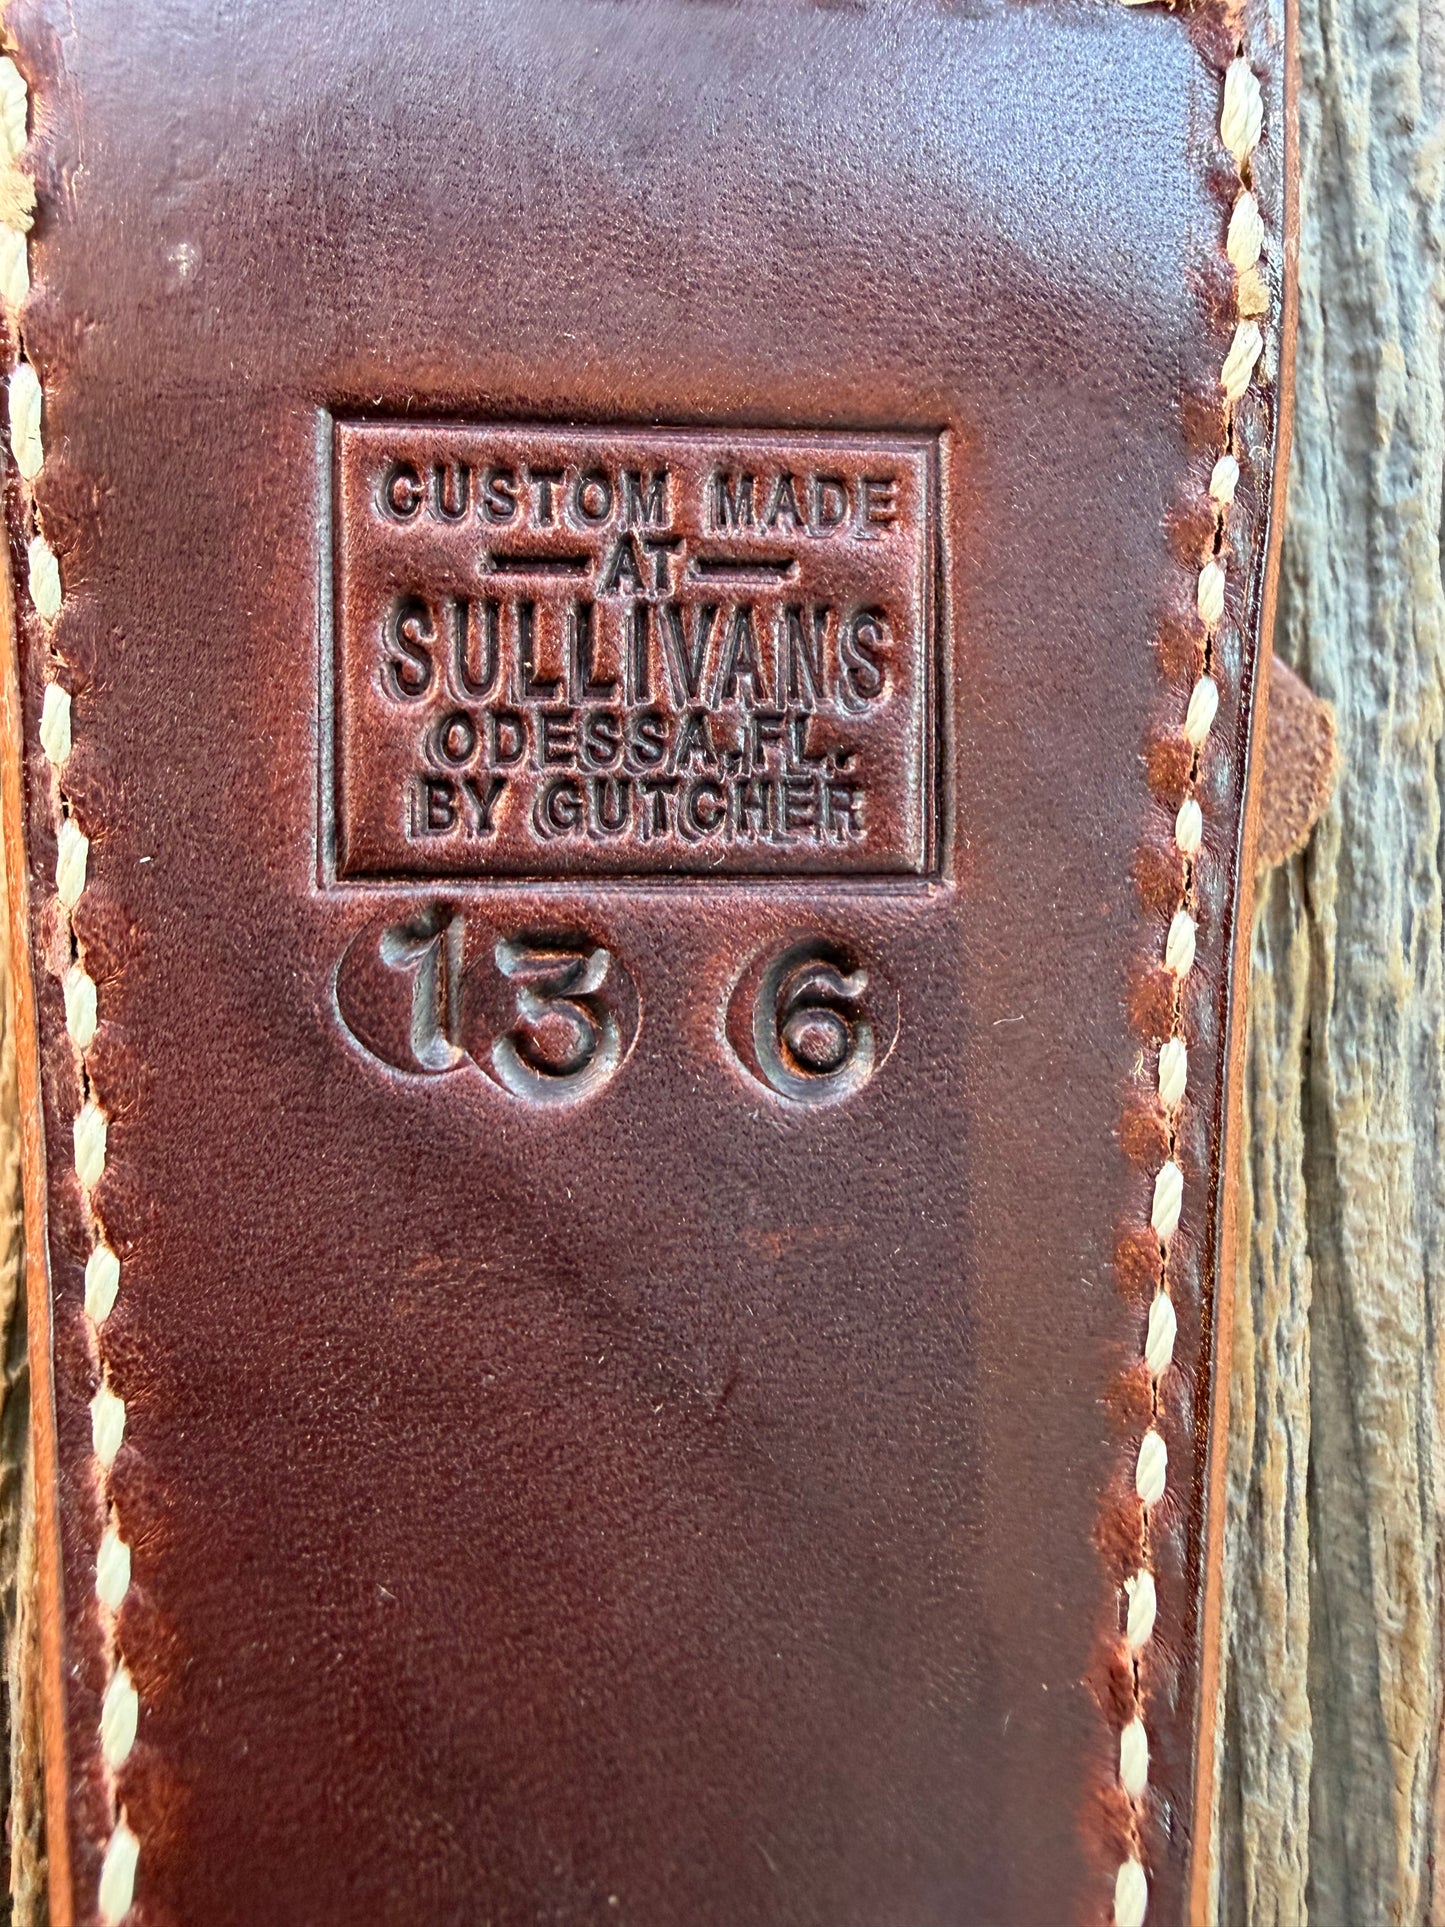 CUSTOM MADE
—AT—
SULLIVANS
ODESSA, FL.
BY GUTCHER
13 6